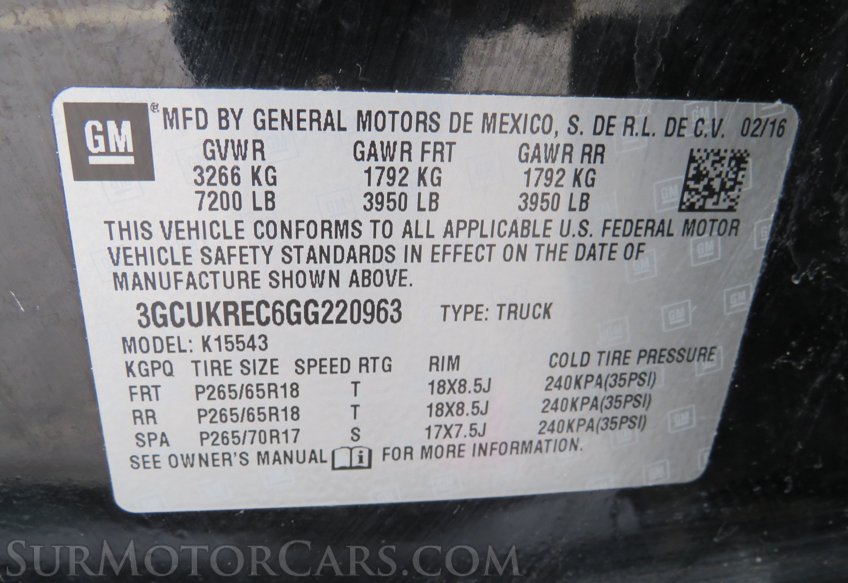 GM ® MFD BY GENERAL MOTORS DE MEXICO, S. DE R.L. DE C.V. 02/16
GVWR GAWR FRT GAWR RR
3266 KG 1792 KG 1792 KG
7200 LB 3950 LB 3950 LB
THIS VEHICLE CONFORMS TO ALL APPLICABLE U.S. FEDERAL MOTOR
VEHICLE SAFETY STANDARDS IN EFFECT ON THE DATE OF
MANUFACTURE SHOWN ABOVE.
3GCUKREC6GG220963 TYPE: TRUCK
MODEL: K15543
KGPQ TIRE SIZE SPEED RTG RIM COLD TIRE PRESSURE
FRT P265/65R18 T 18X8.5J 240KPA(35PSI)
RR P265/65R18 T 18X8.5J 240KPA(35PSI)
SPA P265/70R17 S 17X7.5J 240KPA(35PSI)
SEE OWNER'S MANUAL i FOR MORE INFORMATION.
SURMOTORCARS.COM